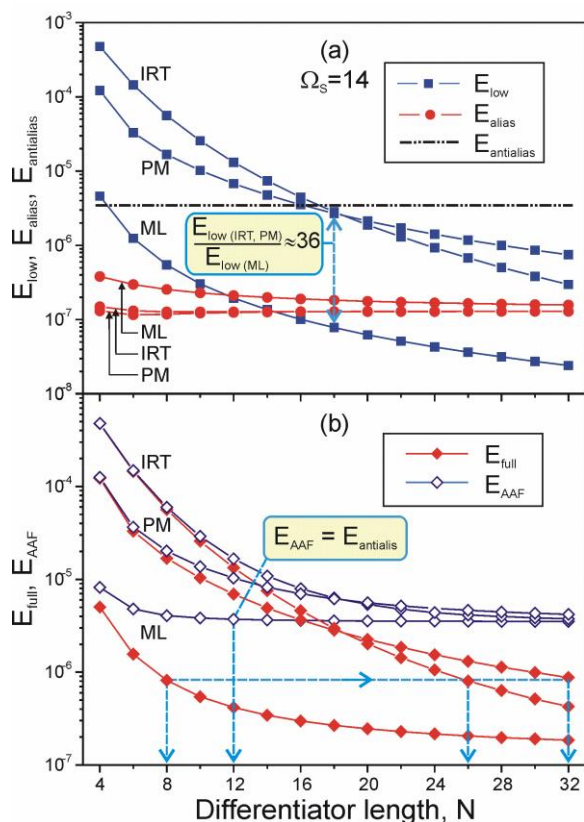 (a)
Ω_S=14
IRT
PM
ML
E_low
E_alias
E_antialias
E_low (IRT, PM) / E_low (ML) ≈36
ML
IRT
PM
E_low, E_alias, E_antialias
10^-3
10^-4
10^-5
10^-6
10^-7
10^-8
(b)
IRT
PM
ML
E_full
E_AAF
E_AAF = E_antialis
E_full, E_AAF
10^-4
10^-5
10^-6
10^-7
4 8 12 16 20 24 28 32
Differentiator length, N